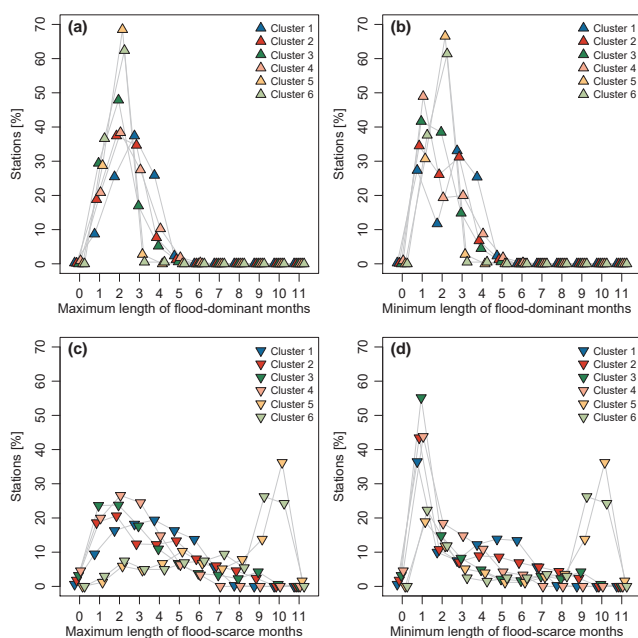 (a)
Cluster 1
Cluster 2
Cluster 3
Cluster 4
Cluster 5
Cluster 6
Stations [%]
70
60
50
40
30
20
10
0
0 1 2 3 4 5 6 7 8 9 10 11
Maximum length of flood-dominant months
(b)
Cluster 1
Cluster 2
Cluster 3
Cluster 4
Cluster 5
Cluster 6
Stations [%]
70
60
50
40
30
20
10
0
0 1 2 3 4 5 6 7 8 9 10 11
Minimum length of flood-dominant months
(c)
Cluster 1
Cluster 2
Cluster 3
Cluster 4
Cluster 5
Cluster 6
Stations [%]
70
60
50
40
30
20
10
0
0 1 2 3 4 5 6 7 8 9 10 11
Maximum length of flood-scarce months
(d)
Cluster 1
Cluster 2
Cluster 3
Cluster 4
Cluster 5
Cluster 6
Stations [%]
70
60
50
40
30
20
10
0
0 1 2 3 4 5 6 7 8 9 10 11
Minimum length of flood-scarce months